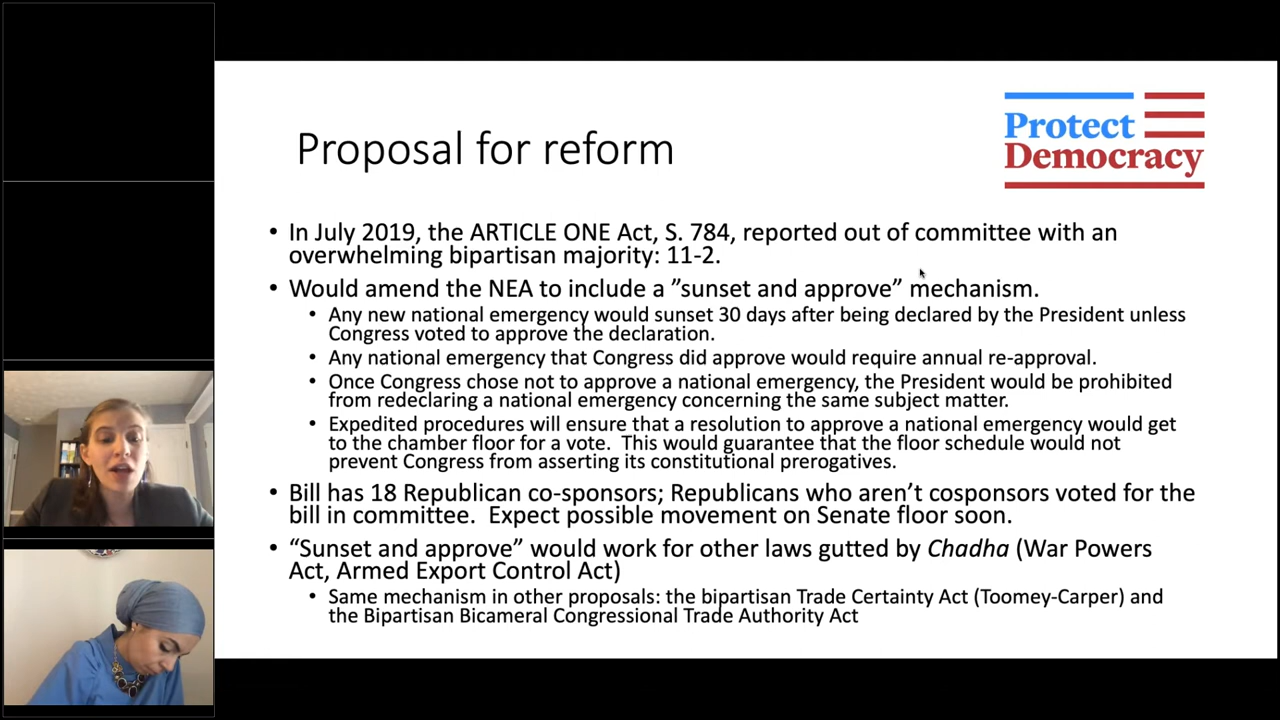 Proposal for reform
Protect
Democracy
• In July 2019, the ARTICLE ONE Act, S. 784, reported out of committee with an
overwhelming bipartisan majority: 11-2.
• Would amend the NEA to include a ”sunset and approve” mechanism.
• Any new national emergency would sunset 30 days after being declared by the President unless
Congress voted to approve the declaration.
• Any national emergency that Congress did approve would require annual re-approval.
• Once Congress chose not to approve a national emergency, the President would be prohibited
from redeclaring a national emergency concerning the same subject matter.
• Expedited procedures will ensure that a resolution to approve a national emergency would get
to the chamber floor for a vote.  This would guarantee that the floor schedule would not
prevent Congress from asserting its constitutional prerogatives.
• Bill has 18 Republican co-sponsors; Republicans who aren’t cosponsors voted for the
bill in committee.  Expect possible movement on Senate floor soon.
• “Sunset and approve” would work for other laws gutted by Chadha (War Powers
Act, Armed Export Control Act)
• Same mechanism in other proposals: the bipartisan Trade Certainty Act (Toomey-Carper) and
the Bipartisan Bicameral Congressional Trade Authority Act